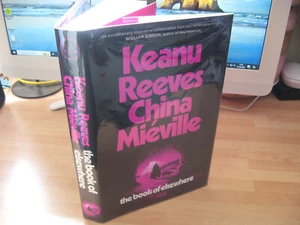 WILLIAM GIBSON
Keanu
Reeves
China
Miéville
the book of
elsewhere
Keanu Reeves
China Miéville
the book of
elsewhere